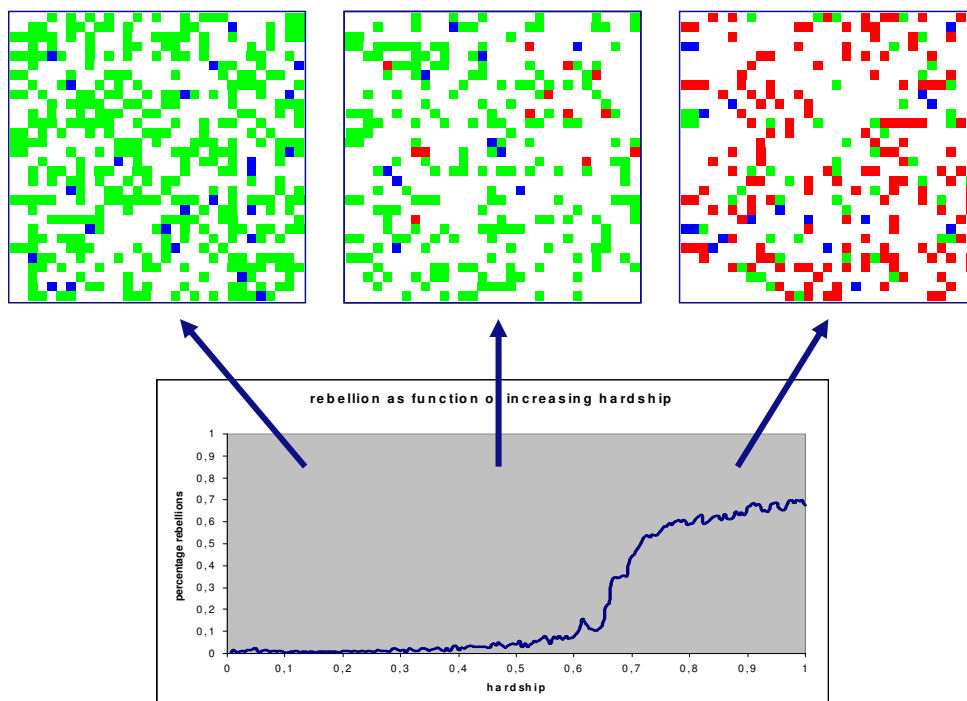 rebellion as function of increasing hardship
percentage rebellions
1
0,9
0,8
0,7
0,6
0,5
0,4
0,3
0,2
0,1
0
0 0,1 0,2 0,3 0,4 0,5 0,6 0,7 0,8 0,9 1
hardship